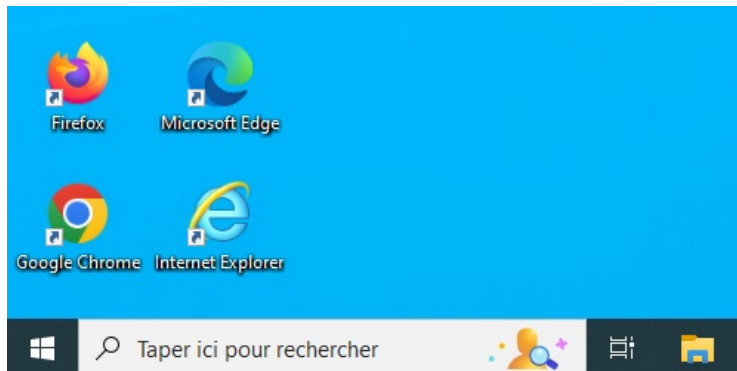 Firefox
Microsoft Edge
Google Chrome
Internet Explorer
Taper ici pour rechercher